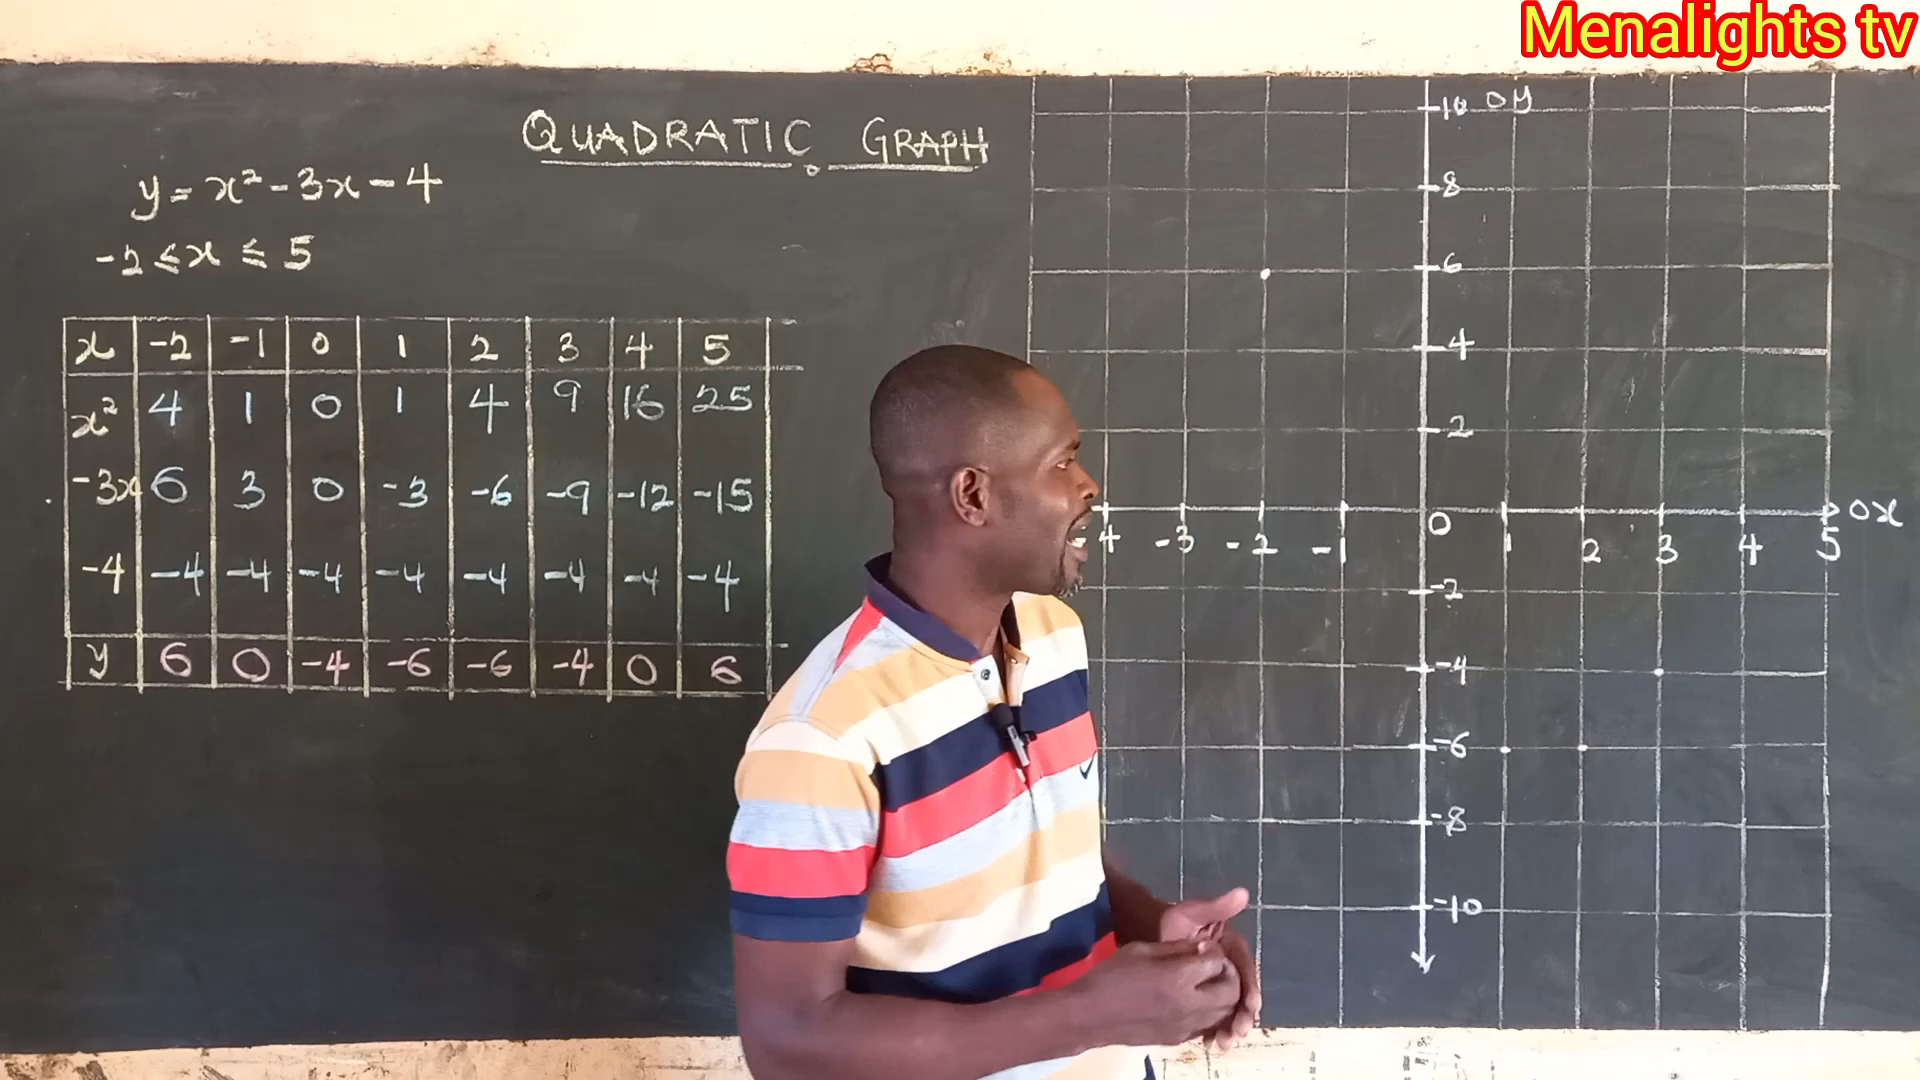 Menalights tv
QUADRATIC GRAPH
y = x² - 3x - 4
-2 ≤ x ≤ 5
x -2 -1 0 1 2 3 4 5
x² 4 1 0 1 4 9 16 25
-3x 6 3 0 -3 -6 -9 -12 -15
-4 -4 -4 -4 -4 -4 -4 -4 -4
y 6 0 -4 -6 -6 -4 0 6
10 oy
8
6
4
2
0 ox
-4 -3 -2 -1 1 2 3 4 5
-2
-4
-6
-8
-10